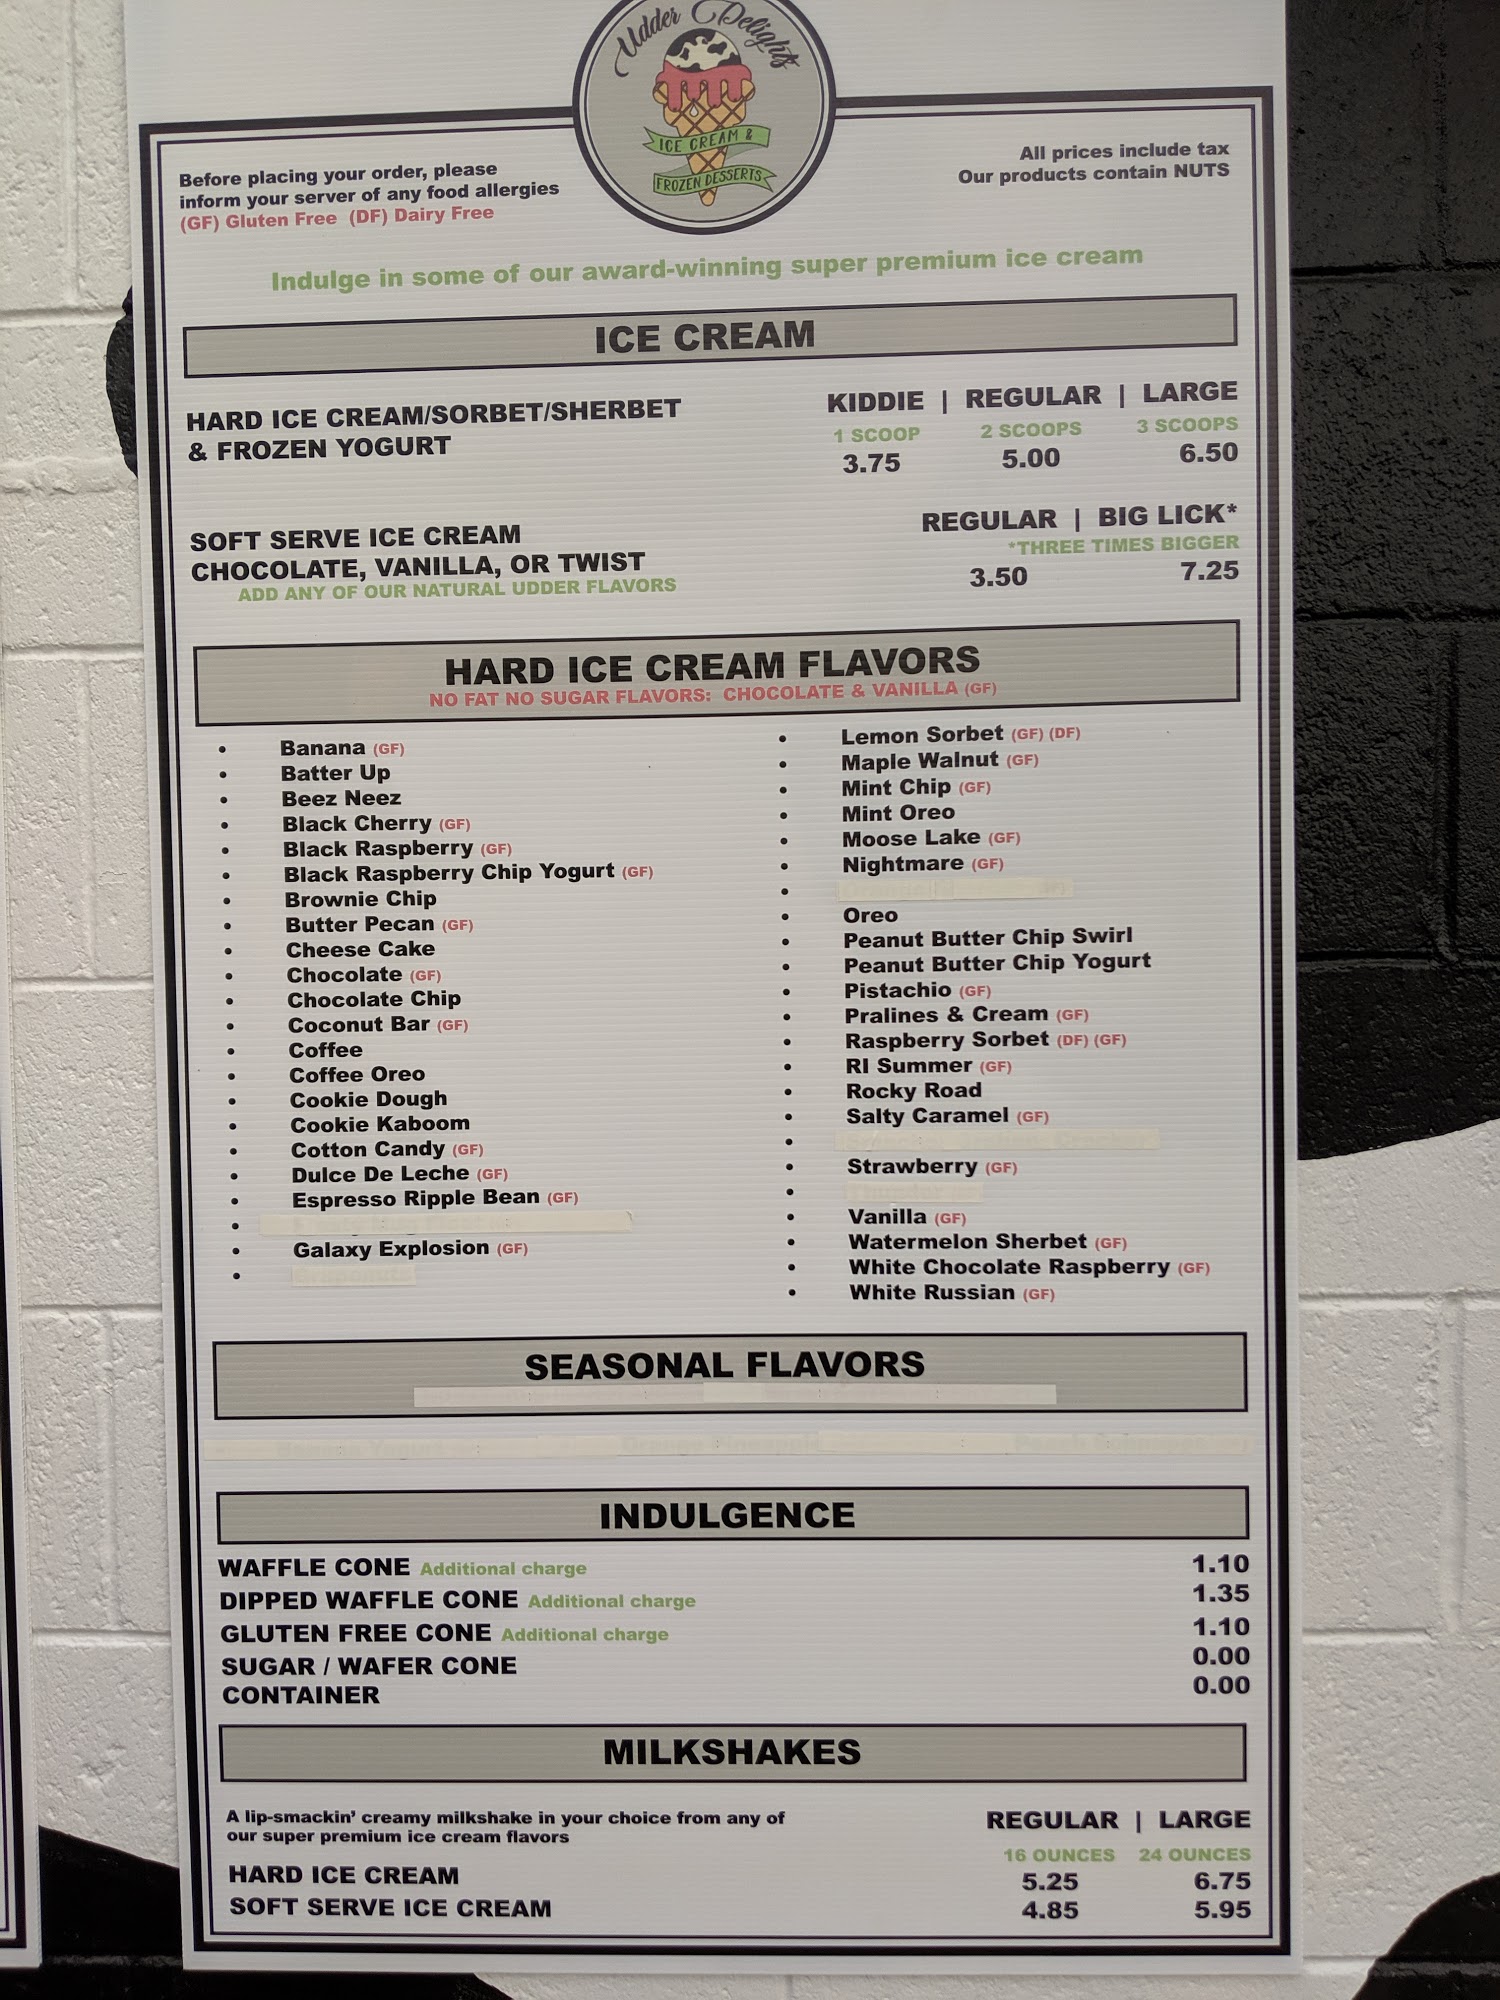 Udder Delights
ICE CREAM &
FROZEN DESSERTS
Before placing your order, please
inform your server of any food allergies
(GF) Gluten Free (DF) Dairy Free
All prices include tax
Our products contain NUTS
Indulge in some of our award-winning super premium ice cream
ICE CREAM
HARD ICE CREAM/SORBET/SHERBET
& FROZEN YOGURT
KIDDIE | REGULAR | LARGE
1 SCOOP 2 SCOOPS 3 SCOOPS
3.75 5.00 6.50
SOFT SERVE ICE CREAM
CHOCOLATE, VANILLA, OR TWIST
ADD ANY OF OUR NATURAL UDDER FLAVORS
REGULAR | BIG LICK*
*THREE TIMES BIGGER
3.50 7.25
HARD ICE CREAM FLAVORS
NO FAT NO SUGAR FLAVORS: CHOCOLATE & VANILLA (GF)
• Banana (GF)
• Batter Up
• Beez Neez
• Black Cherry (GF)
• Black Raspberry (GF)
• Black Raspberry Chip Yogurt (GF)
• Brownie Chip
• Butter Pecan (GF)
• Cheese Cake
• Chocolate (GF)
• Chocolate Chip
• Coconut Bar (GF)
• Coffee
• Coffee Oreo
• Cookie Dough
• Cookie Kaboom
• Cotton Candy (GF)
• Dulce De Leche (GF)
• Espresso Ripple Bean (GF)
•
• Galaxy Explosion (GF)
•
• Lemon Sorbet (GF) (DF)
• Maple Walnut (GF)
• Mint Chip (GF)
• Mint Oreo
• Moose Lake (GF)
• Nightmare (GF)
•
• Oreo
• Peanut Butter Chip Swirl
• Peanut Butter Chip Yogurt
• Pistachio (GF)
• Pralines & Cream (GF)
• Raspberry Sorbet (DF) (GF)
• RI Summer (GF)
• Rocky Road
• Salty Caramel (GF)
•
• Strawberry (GF)
•
• Vanilla (GF)
• Watermelon Sherbet (GF)
• White Chocolate Raspberry (GF)
• White Russian (GF)
SEASONAL FLAVORS
INDULGENCE
WAFFLE CONE Additional charge 1.10
DIPPED WAFFLE CONE Additional charge 1.35
GLUTEN FREE CONE Additional charge 1.10
SUGAR / WAFER CONE 0.00
CONTAINER 0.00
MILKSHAKES
A lip-smackin' creamy milkshake in your choice from any of
our super premium ice cream flavors
REGULAR | LARGE
16 OUNCES 24 OUNCES
HARD ICE CREAM 5.25 6.75
SOFT SERVE ICE CREAM 4.85 5.95